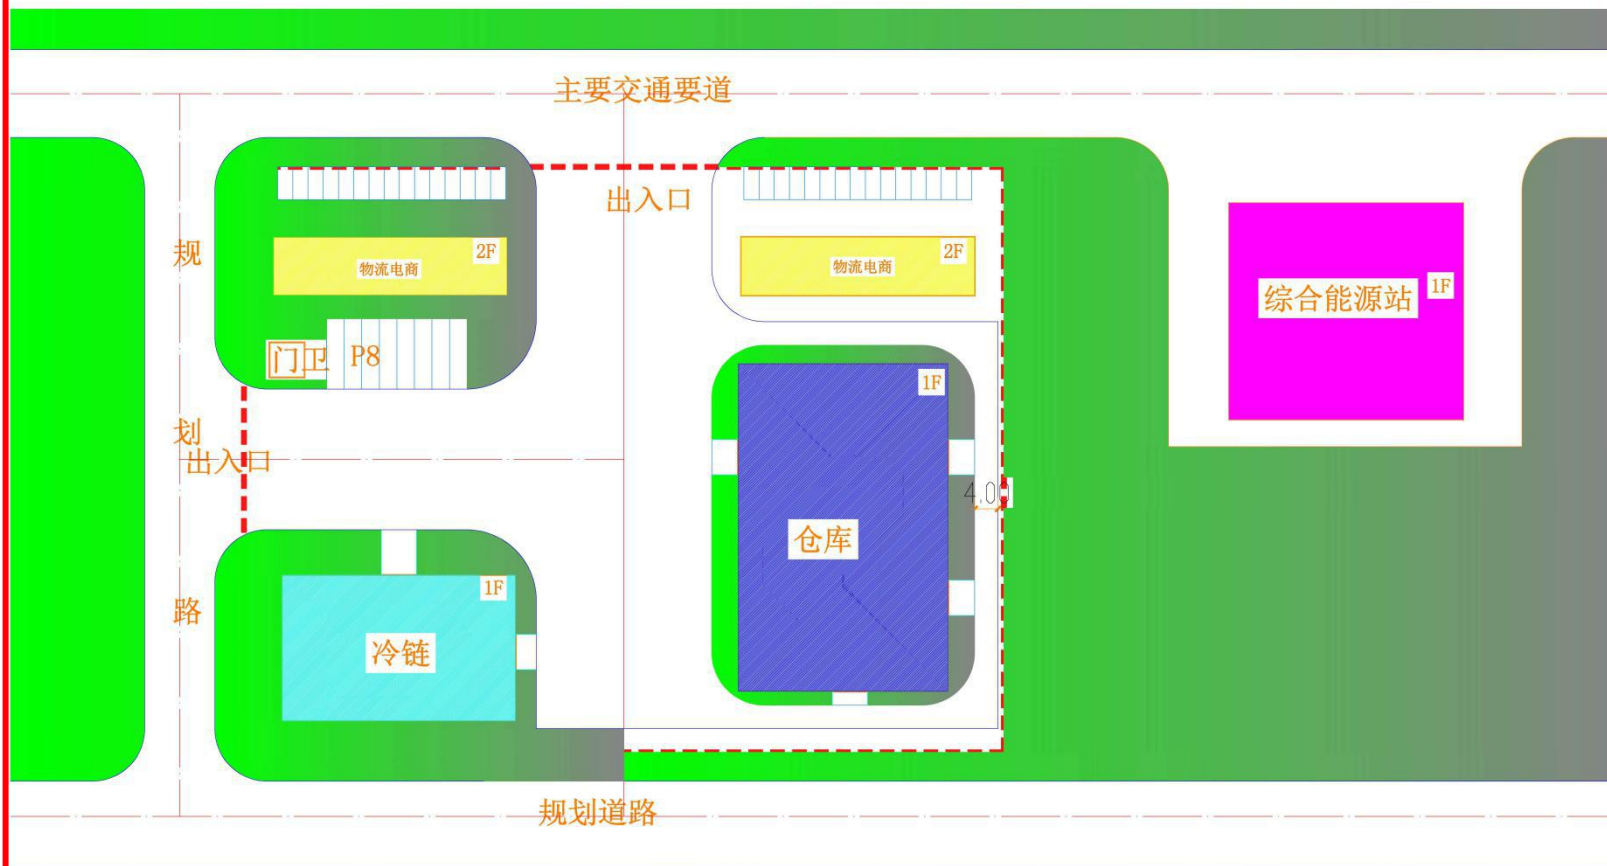 主要交通要道
出入口
规划路
2F
物流电商
2F
物流电商
综合能源站
1F
门卫
P8
1F
出入口
4.00
仓库
1F
冷链
规划道路